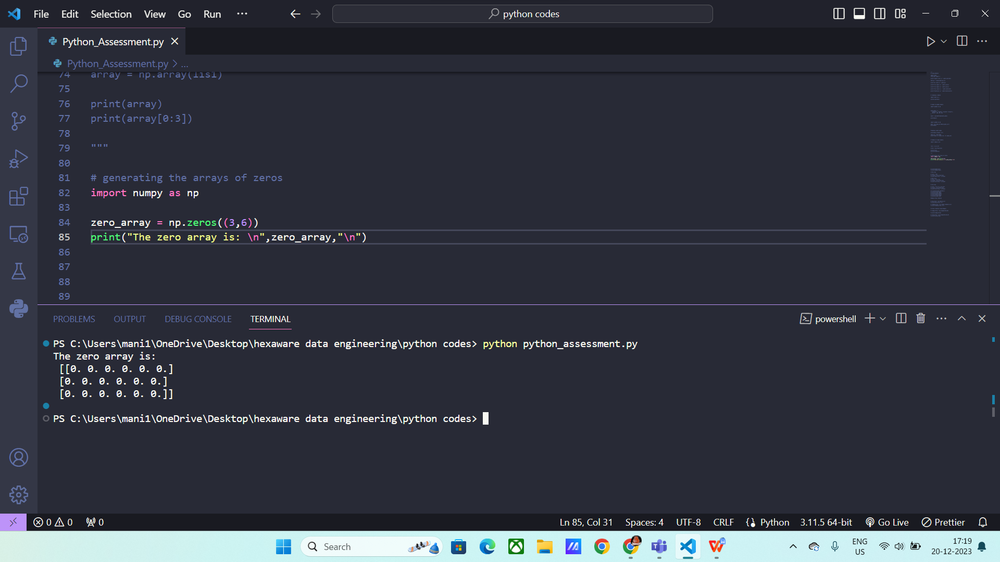 File Edit Selection View Go Run ··· python codes
Python_Assessment.py
Python_Assessment.py > ...
74 array = np.array(lis1)
75
76 print(array)
77 print(array[0:3])
78
79 """
80
81 # generating the arrays of zeros
82 import numpy as np
83
84 zero_array = np.zeros((3,6))
85 print("The zero array is: \n",zero_array,"\n")
86
87
88
89
PROBLEMS OUTPUT DEBUG CONSOLE TERMINAL powershell
PS C:\Users\mani1\OneDrive\Desktop\hexaware data engineering\python codes> python python_assessment.py
The zero array is:
[[0. 0. 0. 0. 0. 0.]
[0. 0. 0. 0. 0. 0.]
[0. 0. 0. 0. 0. 0.]]
PS C:\Users\mani1\OneDrive\Desktop\hexaware data engineering\python codes>
0 0 0 Ln 85, Col 31 Spaces: 4 UTF-8 CRLF Python 3.11.5 64-bit Go Live Prettier
Search ENG 17:19
US 20-12-2023